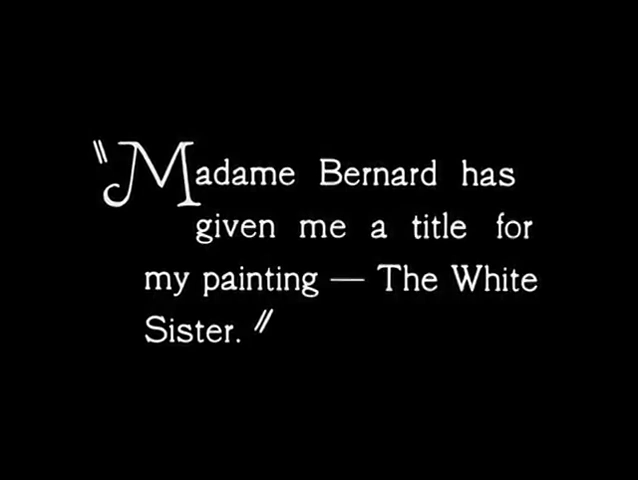 "Madame Bernard has
given me a title for
my painting — The White
Sister."